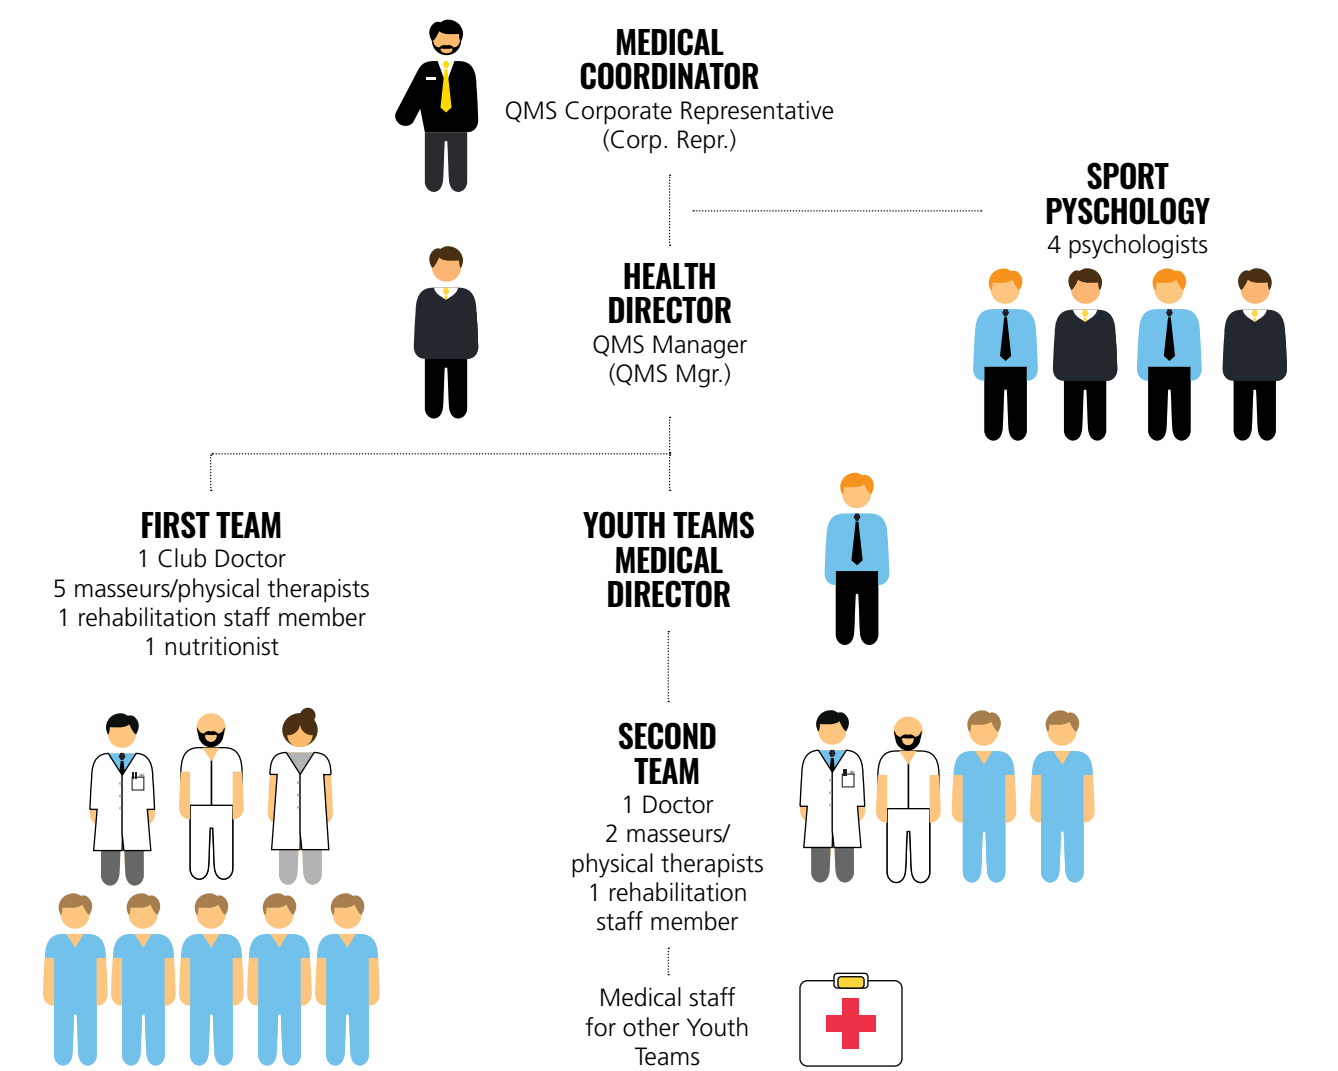 MEDICAL
COORDINATOR
QMS Corporate Representative
(Corp. Repr.)
SPORT
PYSCHOLOGY
4 psychologists
HEALTH
DIRECTOR
QMS Manager
(QMS Mgr.)
FIRST TEAM
1 Club Doctor
5 masseurs/physical therapists
1 rehabilitation staff member
1 nutritionist
YOUTH TEAMS
MEDICAL
DIRECTOR
SECOND
TEAM
1 Doctor
2 masseurs/
physical therapists
1 rehabilitation
staff member
Medical staff
for other Youth
Teams